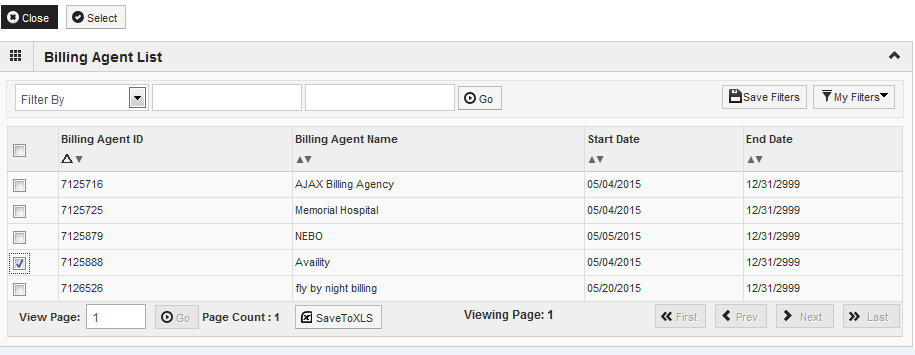 Close Select
Billing Agent List
Filter By Go Save Filters My Filters
Billing Agent ID Billing Agent Name Start Date End Date
7125716 AJAX Billing Agency 05/04/2015 12/31/2999
7125725 Memorial Hospital 05/04/2015 12/31/2999
7125879 NEBO 05/05/2015 12/31/2999
7125888 Availity 05/04/2015 12/31/2999
7126526 fly by night billing 05/20/2015 12/31/2999
View Page: 1 Go Page Count : 1 SaveToXLS Viewing Page: 1 First Prev Next Last